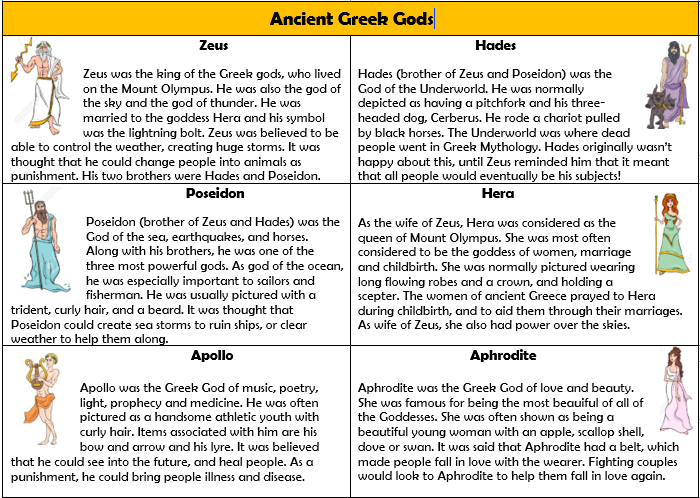 Ancient Greek Gods
Zeus
Zeus was the king of the Greek gods, who lived
on the Mount Olympus. He was also the god of
the sky and the god of thunder. He was
married to the goddess Hera and his symbol
was the lightning bolt. Zeus was believed to be
able to control the weather, creating huge storms. It was
thought that he could change people into animals as
punishment. His two brothers were Hades and Poseidon.
Hades
Hades (brother of Zeus and Poseidon) was the
God of the Underworld. He was normally
depicted as having a pitchfork and his three-
headed dog, Cerberus. He rode a chariot pulled
by black horses. The Underworld was where dead
people went in Greek Mythology. Hades originally wasn't
happy about this, until Zeus reminded him that it meant
that all people would eventually be his subjects!
Poseidon
Poseidon (brother of Zeus and Hades) was the
God of the sea, earthquakes, and horses.
Along with his brothers, he was one of the
three most powerful gods. As god of the ocean,
he was especially important to sailors and
fisherman. He was usually pictured with a
trident, curly hair, and a beard. It was thought that
Poseidon could create sea storms to ruin ships, or clear
weather to help them along.
Hera
As the wife of Zeus, Hera was considered as the
queen of Mount Olympus. She was most often
considered to be the goddess of women, marriage
and childbirth. She was normally pictured wearing
long flowing robes and a crown, and holding a
scepter. The women of ancient Greece prayed to Hera
during childbirth, and to aid them through their marriages.
As wife of Zeus, she also had power over the skies.
Apollo
Apollo was the Greek God of music, poetry,
light, prophecy and medicine. He was often
pictured as a handsome athletic youth with
curly hair. Items associated with him are his
bow and arrow and his lyre. It was believed
that he could see into the future, and heal people. As a
punishment, he could bring people illness and disease.
Aphrodite
Aphrodite was the Greek God of love and beauty.
She was famous for being the most beauiful of all of
the Goddesses. She was often shown as being a
beautiful young woman with an apple, scallop shell,
dove or swan. It was said that Aphrodite had a belt, which
made people fall in love with the wearer. Fighting couples
would look to Aphrodite to help them fall in love again.